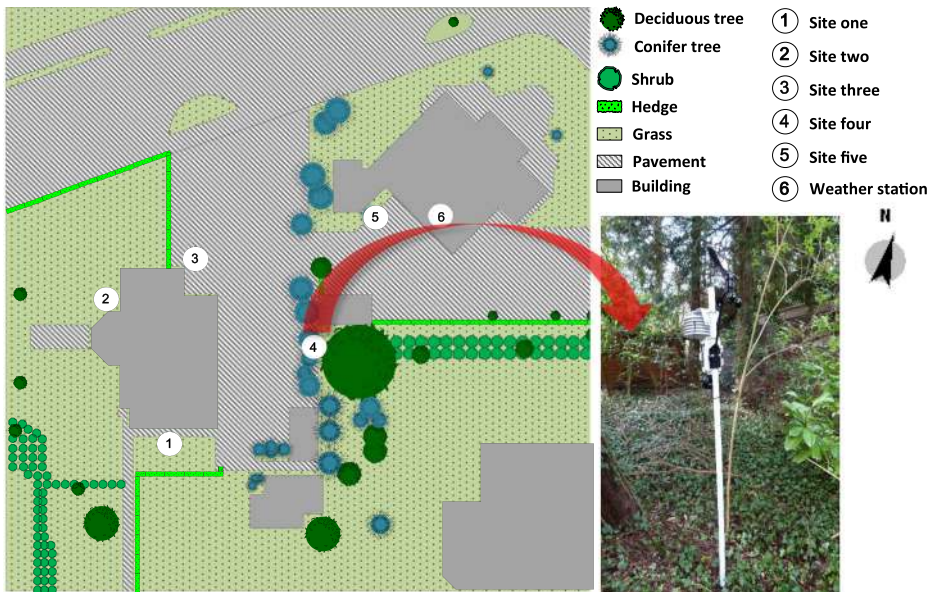 Deciduous tree
Conifer tree
Shrub
Hedge
Grass
Pavement
Building
1 Site one
2 Site two
3 Site three
4 Site four
5 Site five
6 Weather station
N
5
6
3
2
4
1